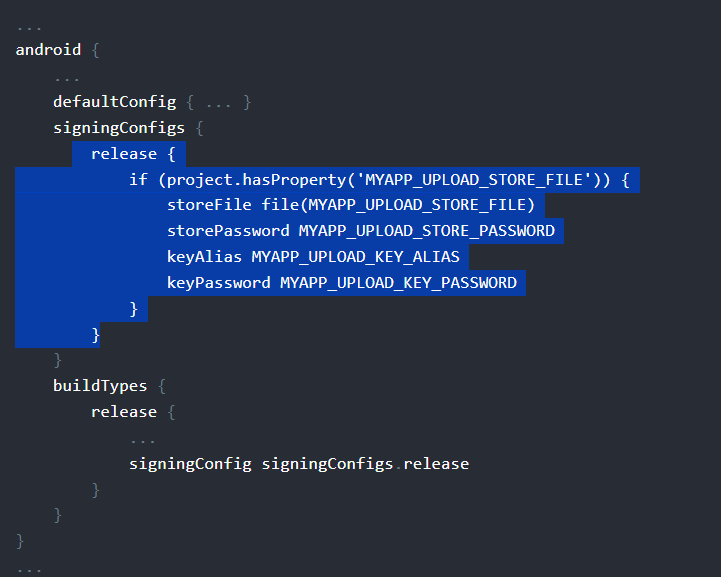 ...
android {
    ...
    defaultConfig { ... }
    signingConfigs {
        release {
            if (project.hasProperty('MYAPP_UPLOAD_STORE_FILE')) {
                storeFile file(MYAPP_UPLOAD_STORE_FILE)
                storePassword MYAPP_UPLOAD_STORE_PASSWORD
                keyAlias MYAPP_UPLOAD_KEY_ALIAS
                keyPassword MYAPP_UPLOAD_KEY_PASSWORD
            }
        }
    }
    buildTypes {
        release {
            ...
            signingConfig signingConfigs.release
        }
    }
}
...